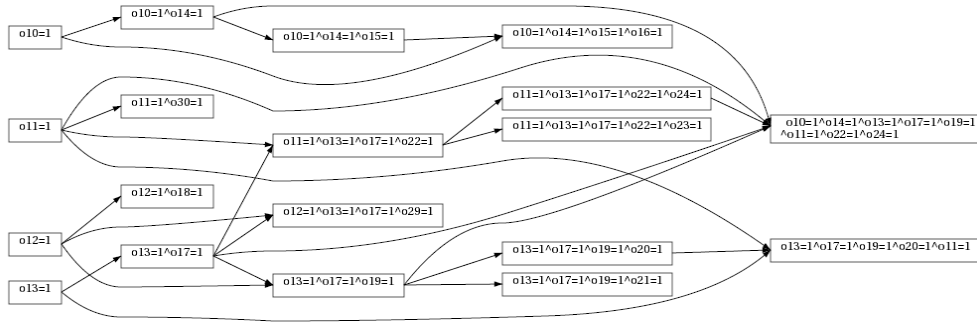 o10=1^o14=1
o10=1
o10=1^o14=1^o15=1
o10=1^o14=1^o15=1^o16=1
o11=1^o30=1
o11=1
o11=1^o13=1^o17=1^o22=1
o11=1^o13=1^o17=1^o22=1^o24=1
o11=1^o13=1^o17=1^o22=1^o23=1
o10=1^o14=1^o13=1^o17=1^o19=1
^o11=1^o22=1^o24=1
o12=1^o18=1
o12=1
o12=1^o13=1^o17=1^o29=1
o13=1^o17=1
o13=1
o13=1^o17=1^o19=1
o13=1^o17=1^o19=1^o20=1
o13=1^o17=1^o19=1^o21=1
o13=1^o17=1^o19=1^o20=1^o11=1